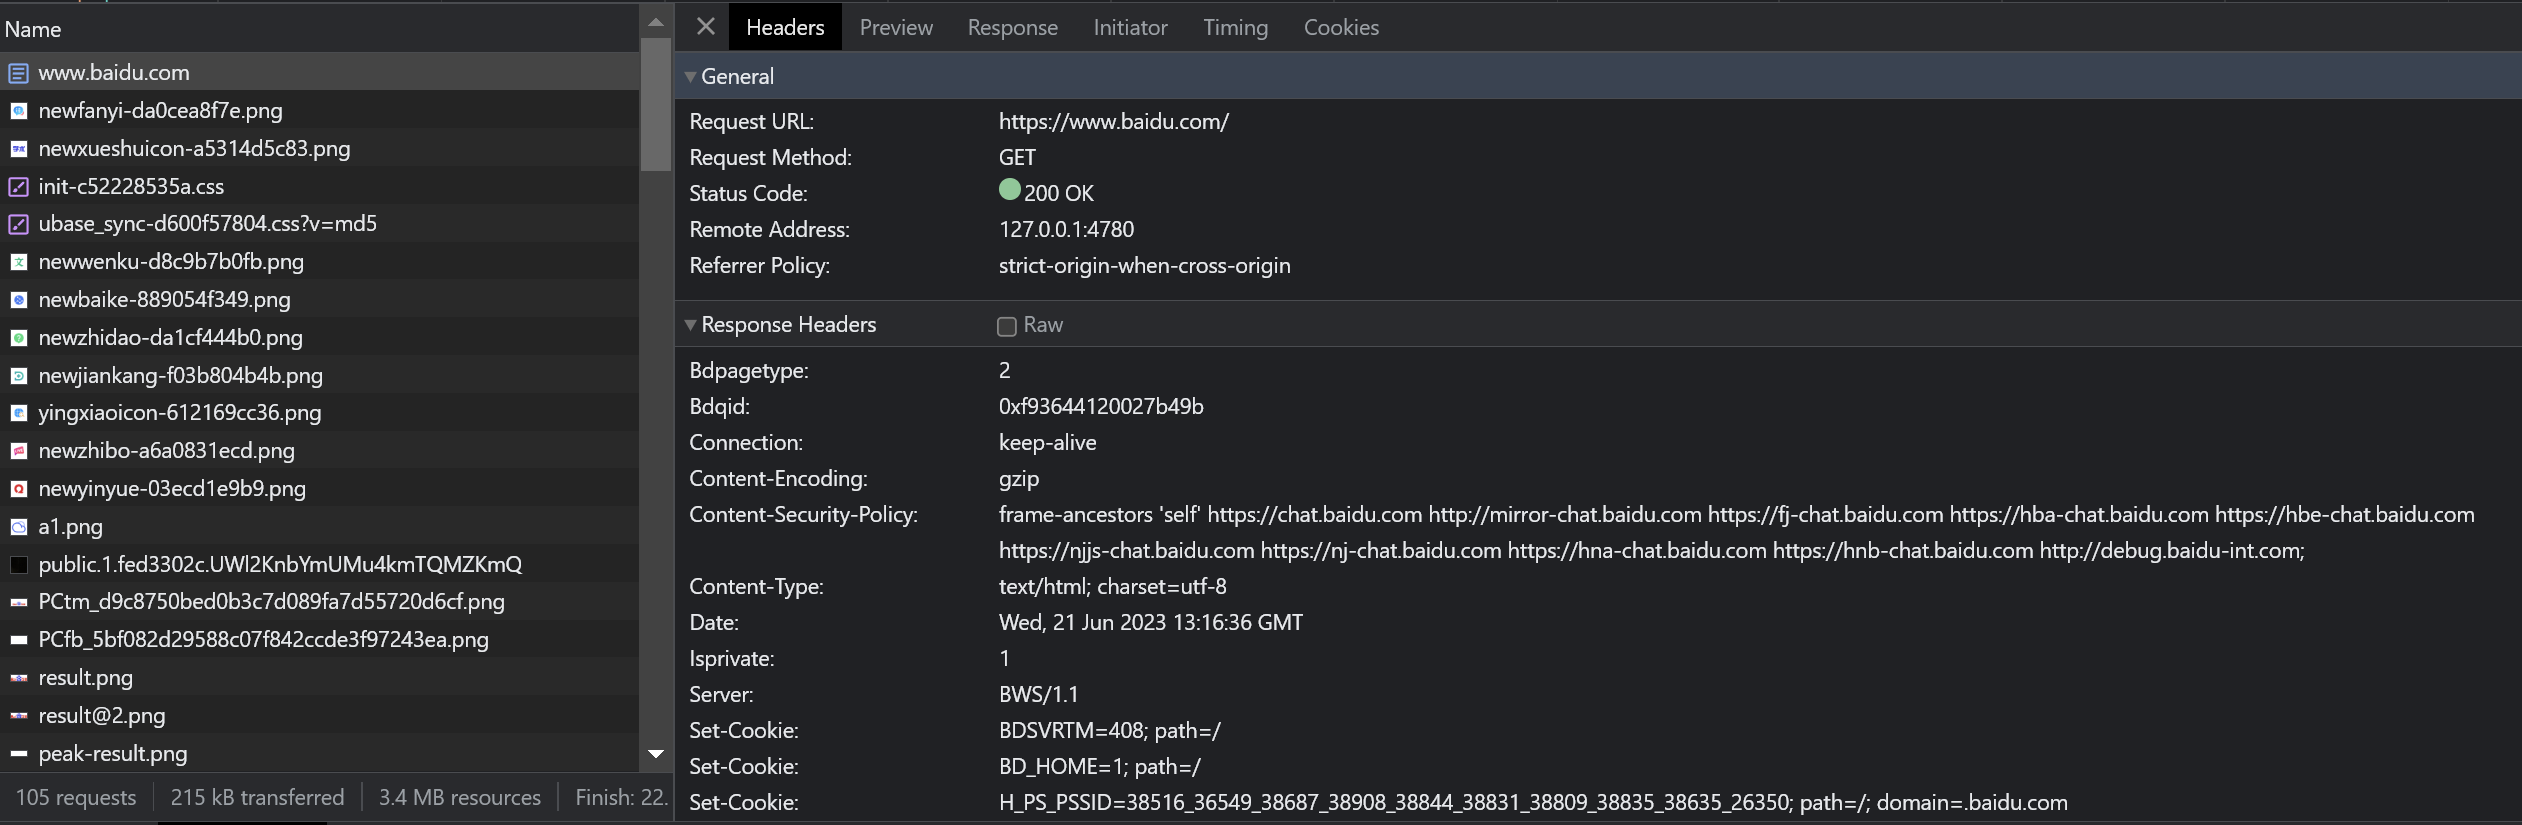 Name
www.baidu.com
newfanyi-da0cea8f7e.png
newxueshuicon-a5314d5c83.png
init-c52228535a.css
ubase_sync-d600f57804.css?v=md5
newwenku-d8c9b7b0fb.png
newbaike-889054f349.png
newzhidao-da1cf444b0.png
newjiankang-f03b804b4b.png
yingxiaoicon-612169cc36.png
newzhibo-a6a0831ecd.png
newyinyue-03ecd1e9b9.png
a1.png
public.1.fed3302c.UWl2KnbYmUMu4kmTQMZKmQ
PCtm_d9c8750bed0b3c7d089fa7d55720d6cf.png
PCfb_5bf082d29588c07f842ccde3f97243ea.png
result.png
result@2.png
peak-result.png
105 requests 215 kB transferred 3.4 MB resources Finish: 22.
Headers Preview Response Initiator Timing Cookies
General
Request URL: https://www.baidu.com/
Request Method: GET
Status Code: 200 OK
Remote Address: 127.0.0.1:4780
Referrer Policy: strict-origin-when-cross-origin
Response Headers Raw
Bdpagetype: 2
Bdqid: 0xf93644120027b49b
Connection: keep-alive
Content-Encoding: gzip
Content-Security-Policy: frame-ancestors 'self' https://chat.baidu.com http://mirror-chat.baidu.com https://fj-chat.baidu.com https://hba-chat.baidu.com https://hbe-chat.baidu.com
https://njjs-chat.baidu.com https://nj-chat.baidu.com https://hna-chat.baidu.com https://hnb-chat.baidu.com http://debug.baidu-int.com;
Content-Type: text/html; charset=utf-8
Date: Wed, 21 Jun 2023 13:16:36 GMT
Isprivate: 1
Server: BWS/1.1
Set-Cookie: BDSVRTM=408; path=/
Set-Cookie: BD_HOME=1; path=/
Set-Cookie: H_PS_PSSID=38516_36549_38687_38908_38844_38831_38809_38835_38635_26350; path=/; domain=.baidu.com